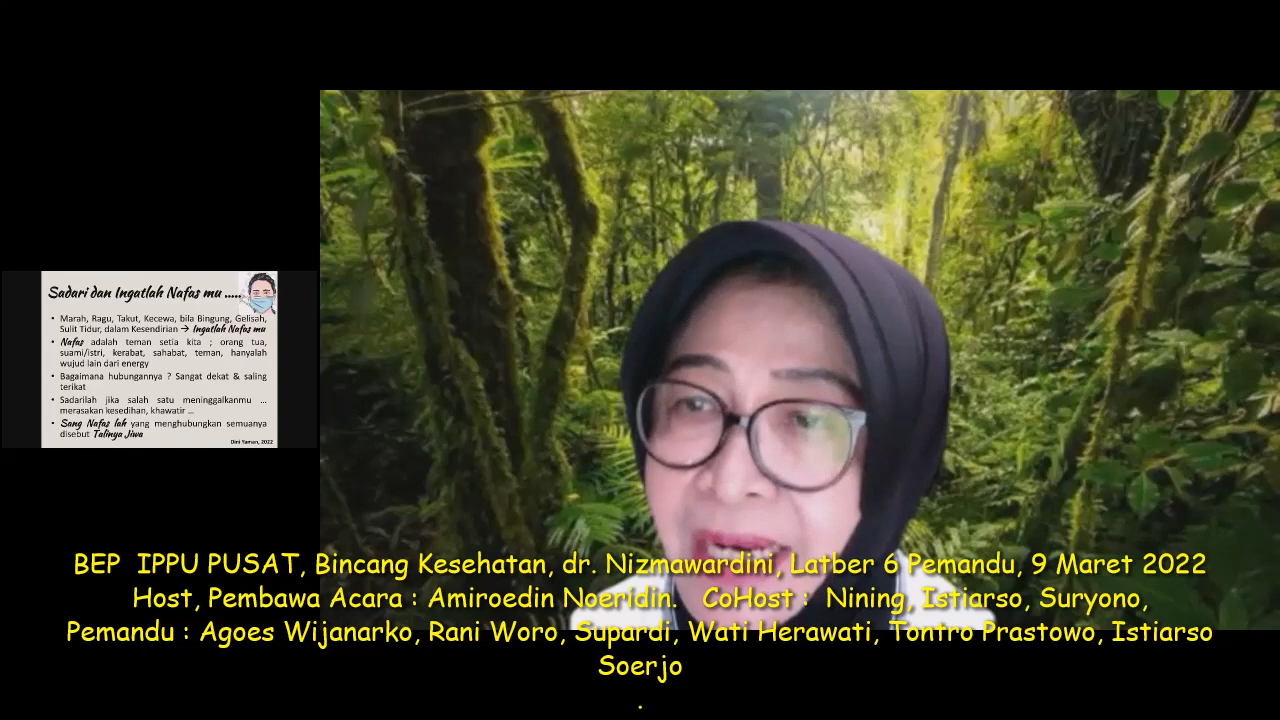 Sadari dan Ingatlah Nafas mu .....
• Marah, Ragu, Takut, Kecewa, bila Bingung, Gelisah,
Sulit Tidur, dalam Kesendirian → Ingatlah Nafas mu
• Nafas adalah teman setia kita ; orang tua,
suami/istri, kerabat, sahabat, teman, hanyalah
wujud lain dari energy
• Bagaimana hubungannya ? Sangat dekat & saling
terikat
• Sadarilah jika salah satu meninggalkanmu ...
merasakan kesedihan, khawatir ...
• Sang Nafas lah yang menghubungkan semuanya
disebut Talinya Jiwa
Dini Yaman, 2022
BEP  IPPU PUSAT, Bincang Kesehatan, dr. Nizmawardini, Latber 6 Pemandu, 9 Maret 2022
Host, Pembawa Acara : Amiroedin Noeridin.   CoHost :  Nining, Istiarso, Suryono,
Pemandu : Agoes Wijanarko, Rani Woro, Supardi, Wati Herawati, Tontro Prastowo, Istiarso
Soerjo
.